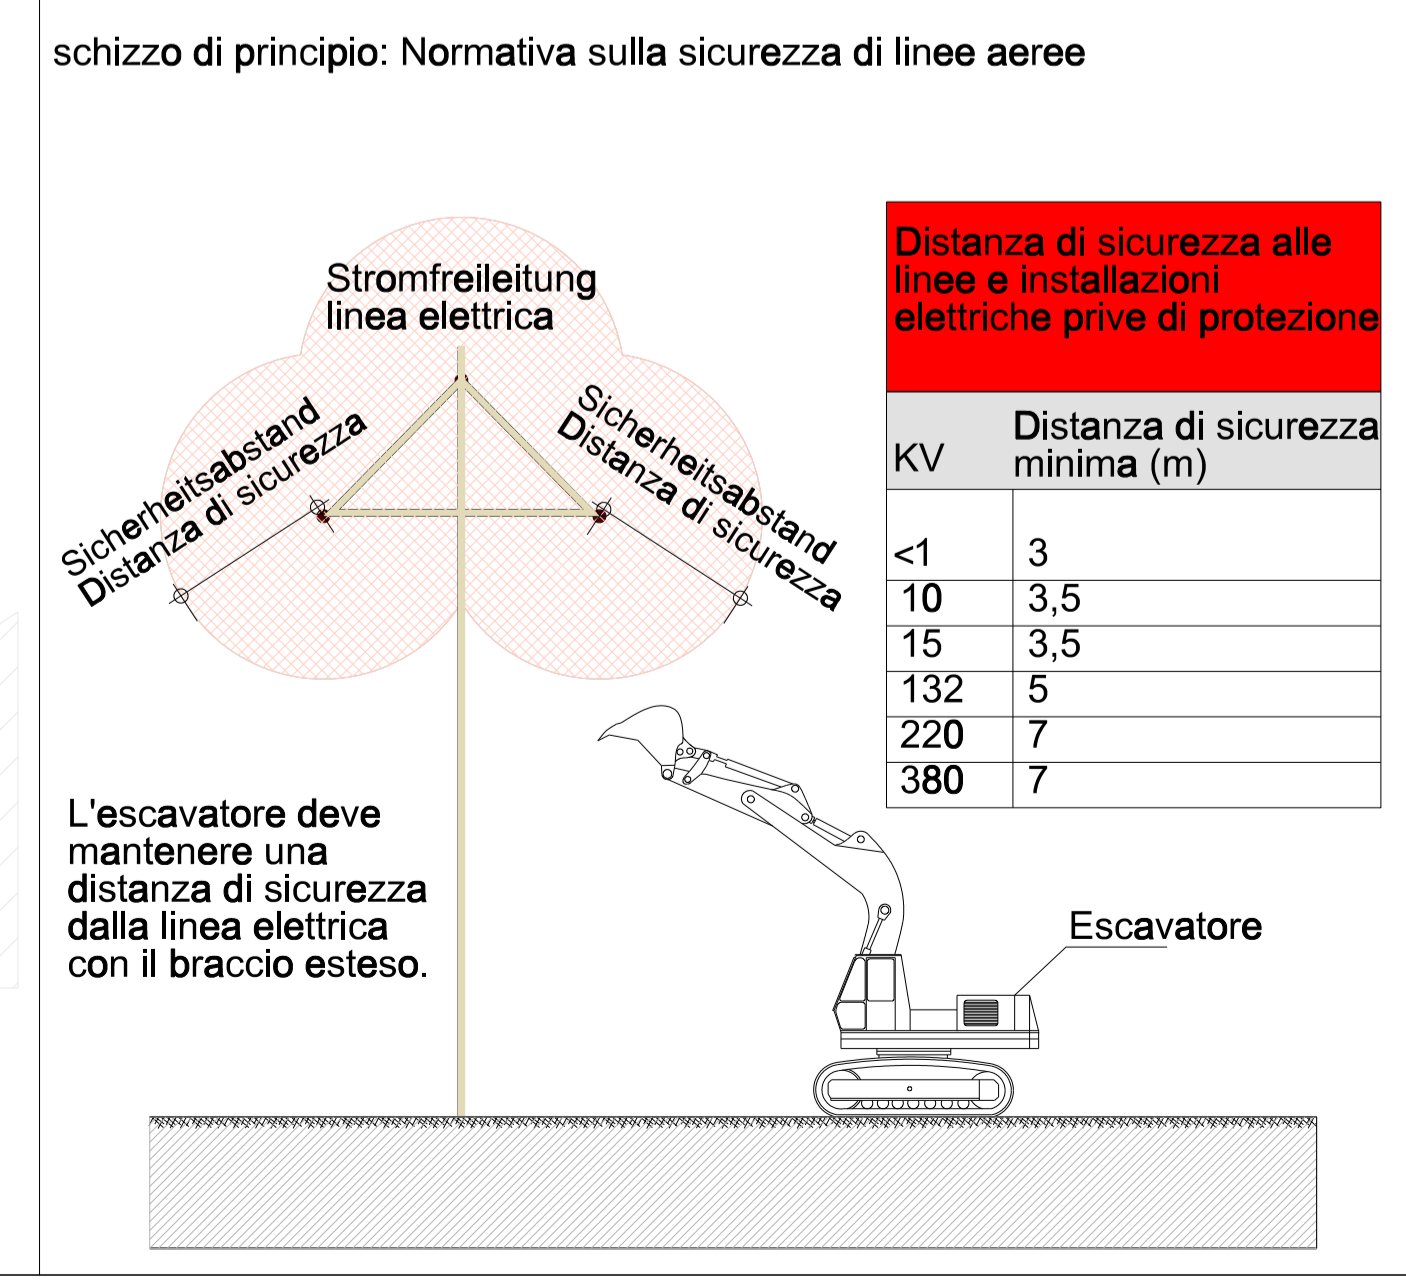 schizzo di principio: Normativa sulla sicurezza di linee aeree
Stromfreileitung
linea elettrica
Sicherheitsabstand
Distanza di sicurezza
Sicherheitsabstand
Distanza di sicurezza
Distanza di sicurezza alle
linee e installazioni
elettriche prive di protezione
KV
Distanza di sicurezza
minima (m)
<1 3
10 3,5
15 3,5
132 5
220 7
380 7
L'escavatore deve
mantenere una
distanza di sicurezza
dalla linea elettrica
con il braccio esteso.
Escavatore